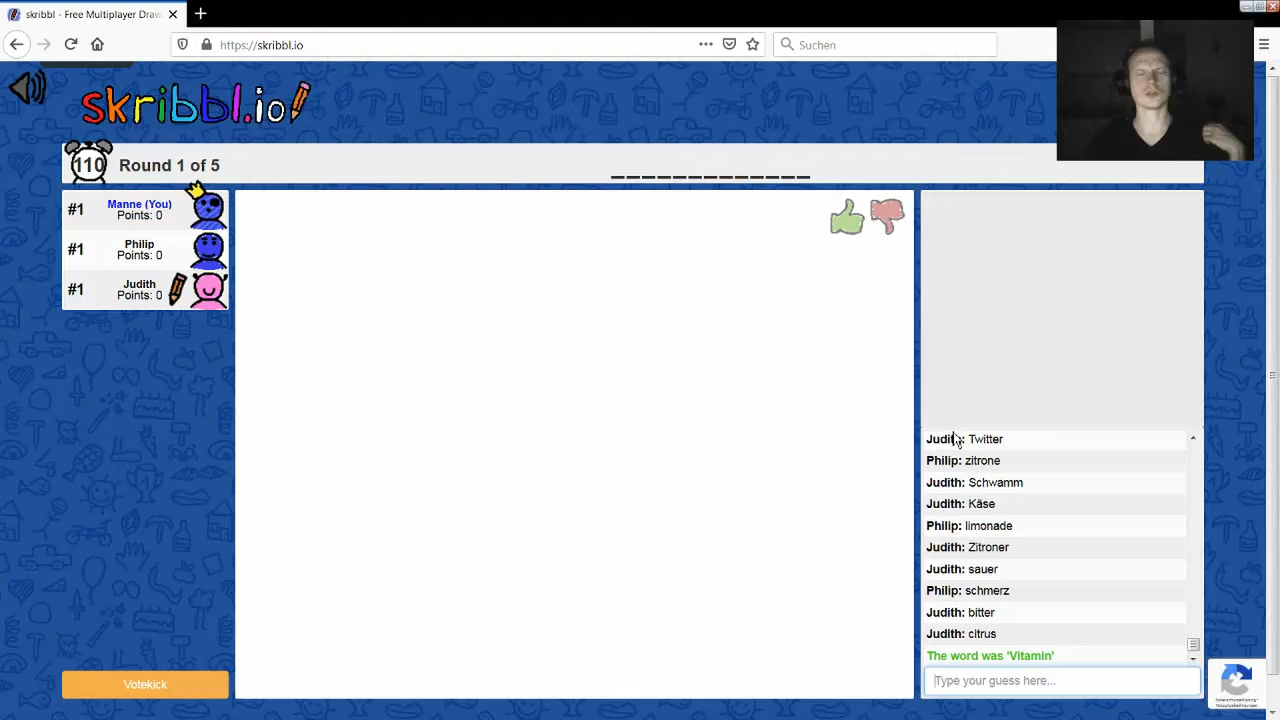 skribbl - Free Multiplayer Draw
https://skribbl.io
Suchen
skribbl.io
110
Round 1 of 5
_____________
#1
Manne (You)
Points: 0
#1
Philip
Points: 0
#1
Judith
Points: 0
Votekick
Judith: Twitter
Philip: zitrone
Judith: Schwamm
Judith: Käse
Philip: limonade
Judith: Zitroner
Judith: sauer
Philip: schmerz
Judith: bitter
Judith: citrus
The word was 'Vitamin'
Type your guess here...